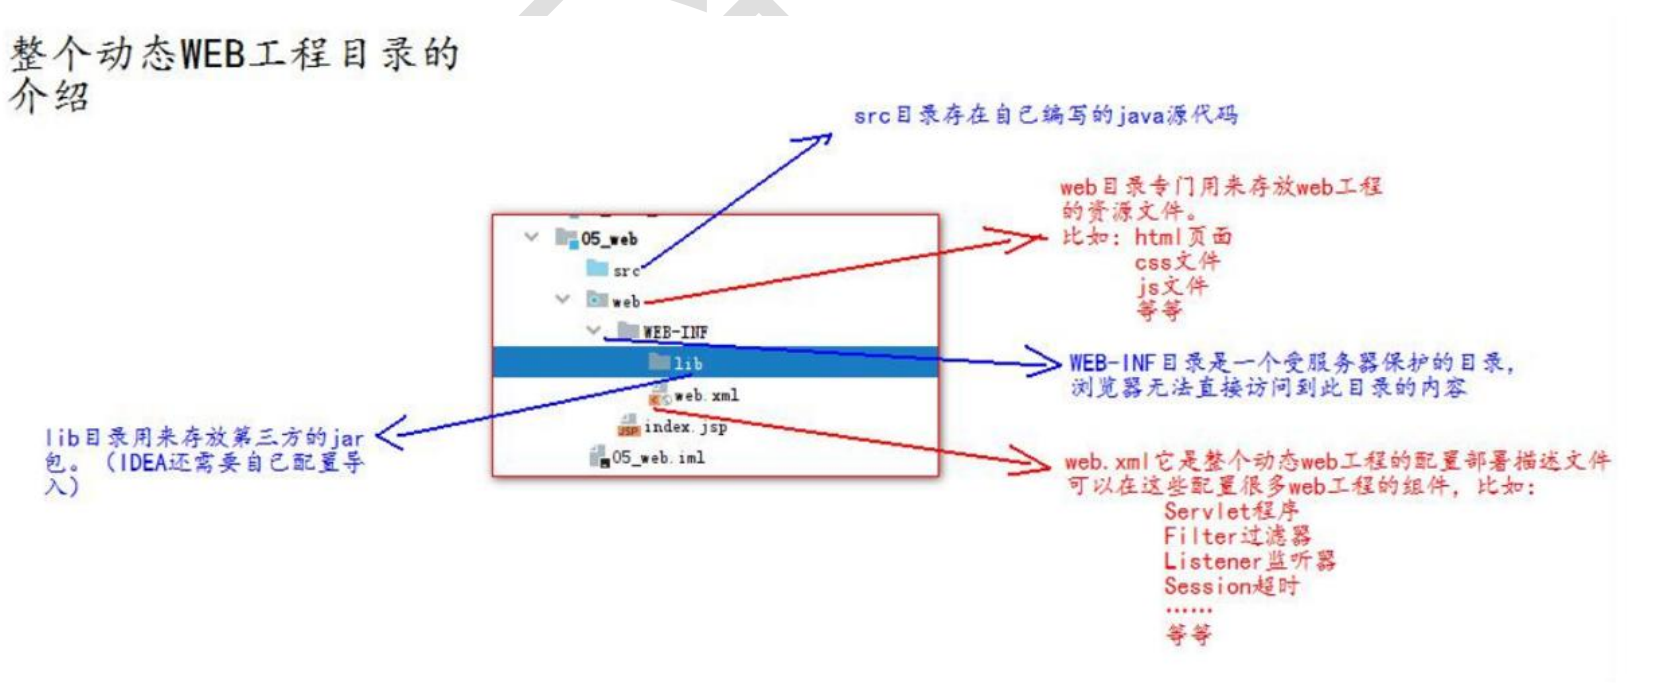 整个动态WEB工程目录的
介绍
src目录存在自己编写的java源代码
web目录专门用来存放web工程
的资源文件。
比如：html页面
css文件
js文件
等等
05_web
src
web
WEB-INF
lib
web.xml
index.jsp
05_web.iml
WEB-INF目录是一个受服务器保护的目录，
浏览器无法直接访问到此目录的内容
lib目录用来存放第三方的jar
包。（IDEA还需要自己配置导
入）
web.xml它是整个动态web工程的配置部署描述文件
可以在这些配置很多web工程的组件，比如：
Servlet程序
Filter过滤器
Listener监听器
Session超时
······
等等